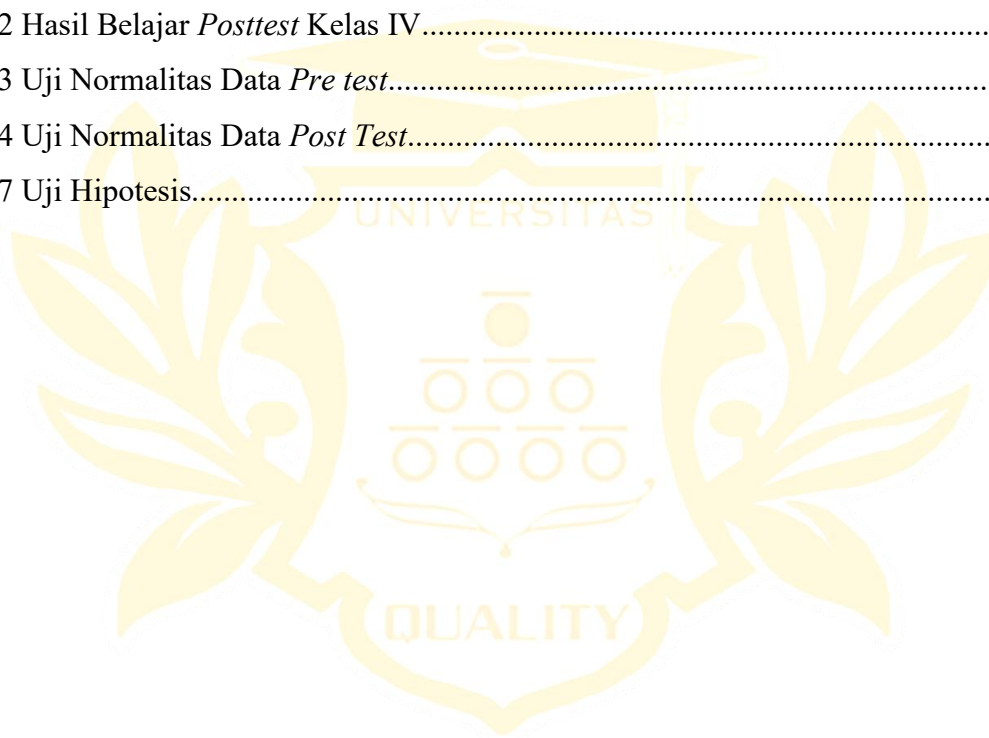 2 Hasil Belajar Posttest Kelas IV......................................................................
3 Uji Normalitas Data Pre test...........................................................................
4 Uji Normalitas Data Post Test........................................................................
7 Uji Hipotesis....................................................................................................
UNIVERSITAS
QUALITY